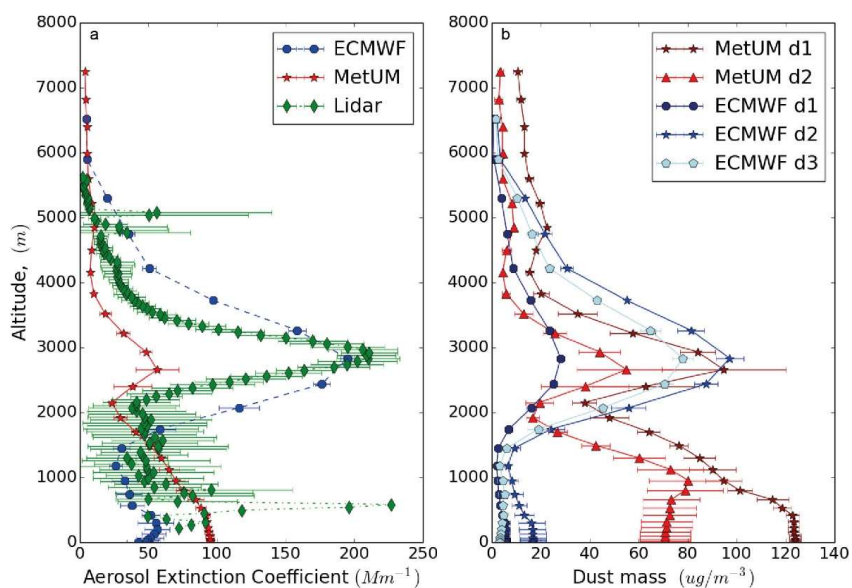 a
ECMWF
MetUM
Lidar
8000
7000
6000
5000
4000
3000
2000
1000
0
Altitude, (m)
0 50 100 150 200 250
Aerosol Extinction Coefficient (Mm⁻¹)
b
MetUM d1
MetUM d2
ECMWF d1
ECMWF d2
ECMWF d3
8000
7000
6000
5000
4000
3000
2000
1000
0
0 20 40 60 80 100 120 140
Dust mass (ug/m⁻³)